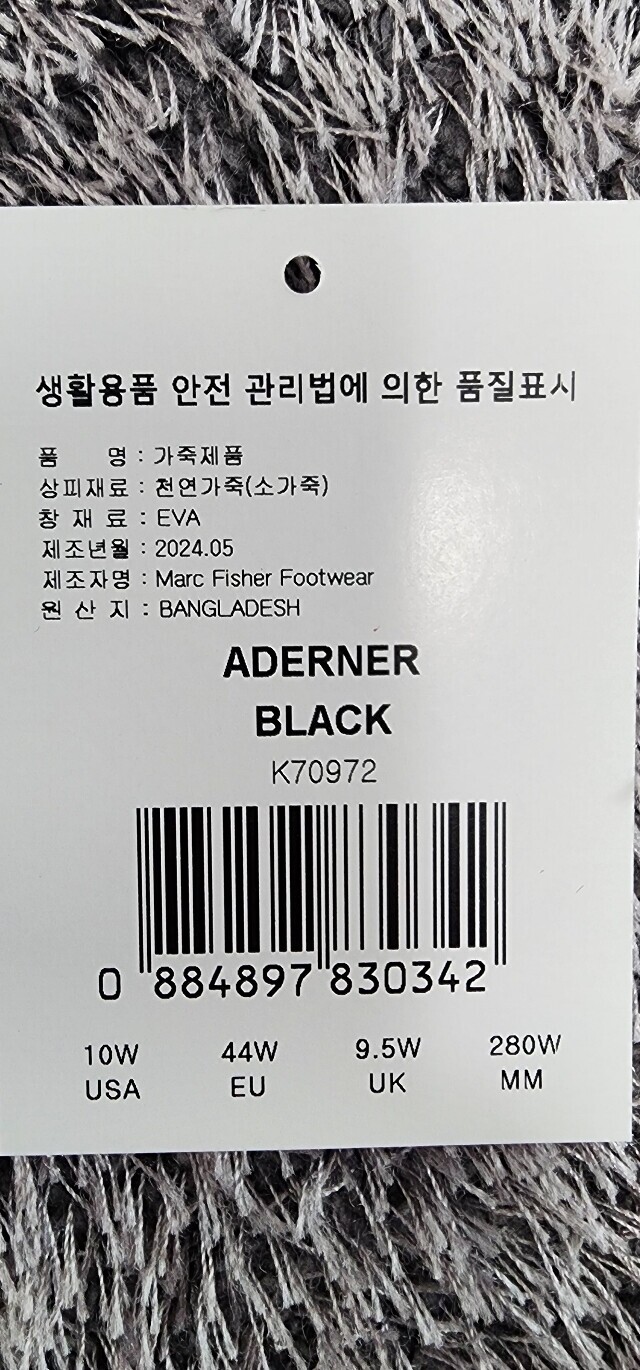 생활용품 안전 관리법에 의한 품질표시
품 명 : 가죽제품
상피재료 : 천연가죽(소가죽)
창 재 료 : EVA
제조년월 : 2024.05
제조자명 : Marc Fisher Footwear
원 산 지 : BANGLADESH
ADERNER
BLACK
K70972
0 884897 830342
10W 44W 9.5W 280W
USA EU UK MM